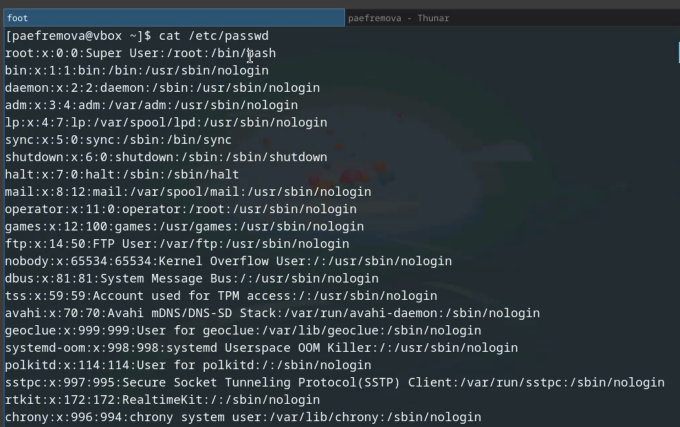 foot
paefremova - Thunar
[paefremova@vbox ~]$ cat /etc/passwd
root:x:0:0:Super User:/root:/bin/bash
bin:x:1:1:bin:/bin:/usr/sbin/nologin
daemon:x:2:2:daemon:/sbin:/usr/sbin/nologin
adm:x:3:4:adm:/var/adm:/usr/sbin/nologin
lp:x:4:7:lp:/var/spool/lpd:/usr/sbin/nologin
sync:x:5:0:sync:/sbin:/bin/sync
shutdown:x:6:0:shutdown:/sbin:/sbin/shutdown
halt:x:7:0:halt:/sbin:/sbin/halt
mail:x:8:12:mail:/var/spool/mail:/usr/sbin/nologin
operator:x:11:0:operator:/root:/usr/sbin/nologin
games:x:12:100:games:/usr/games:/usr/sbin/nologin
ftp:x:14:50:FTP User:/var/ftp:/usr/sbin/nologin
nobody:x:65534:65534:Kernel Overflow User:/:/usr/sbin/nologin
dbus:x:81:81:System Message Bus:/:/usr/sbin/nologin
tss:x:59:59:Account used for TPM access:/:/usr/sbin/nologin
avahi:x:70:70:Avahi mDNS/DNS-SD Stack:/var/run/avahi-daemon:/sbin/nologin
geoclue:x:999:999:User for geoclue:/var/lib/geoclue:/sbin/nologin
systemd-oom:x:998:998:systemd Userspace OOM Killer:/:/usr/sbin/nologin
polkitd:x:114:114:User for polkitd:/:/sbin/nologin
sstpc:x:997:995:Secure Socket Tunneling Protocol(SSTP) Client:/var/run/sstpc:/sbin/nologin
rtkit:x:172:172:RealtimeKit:/:/sbin/nologin
chrony:x:996:994:chrony system user:/var/lib/chrony:/sbin/nologin